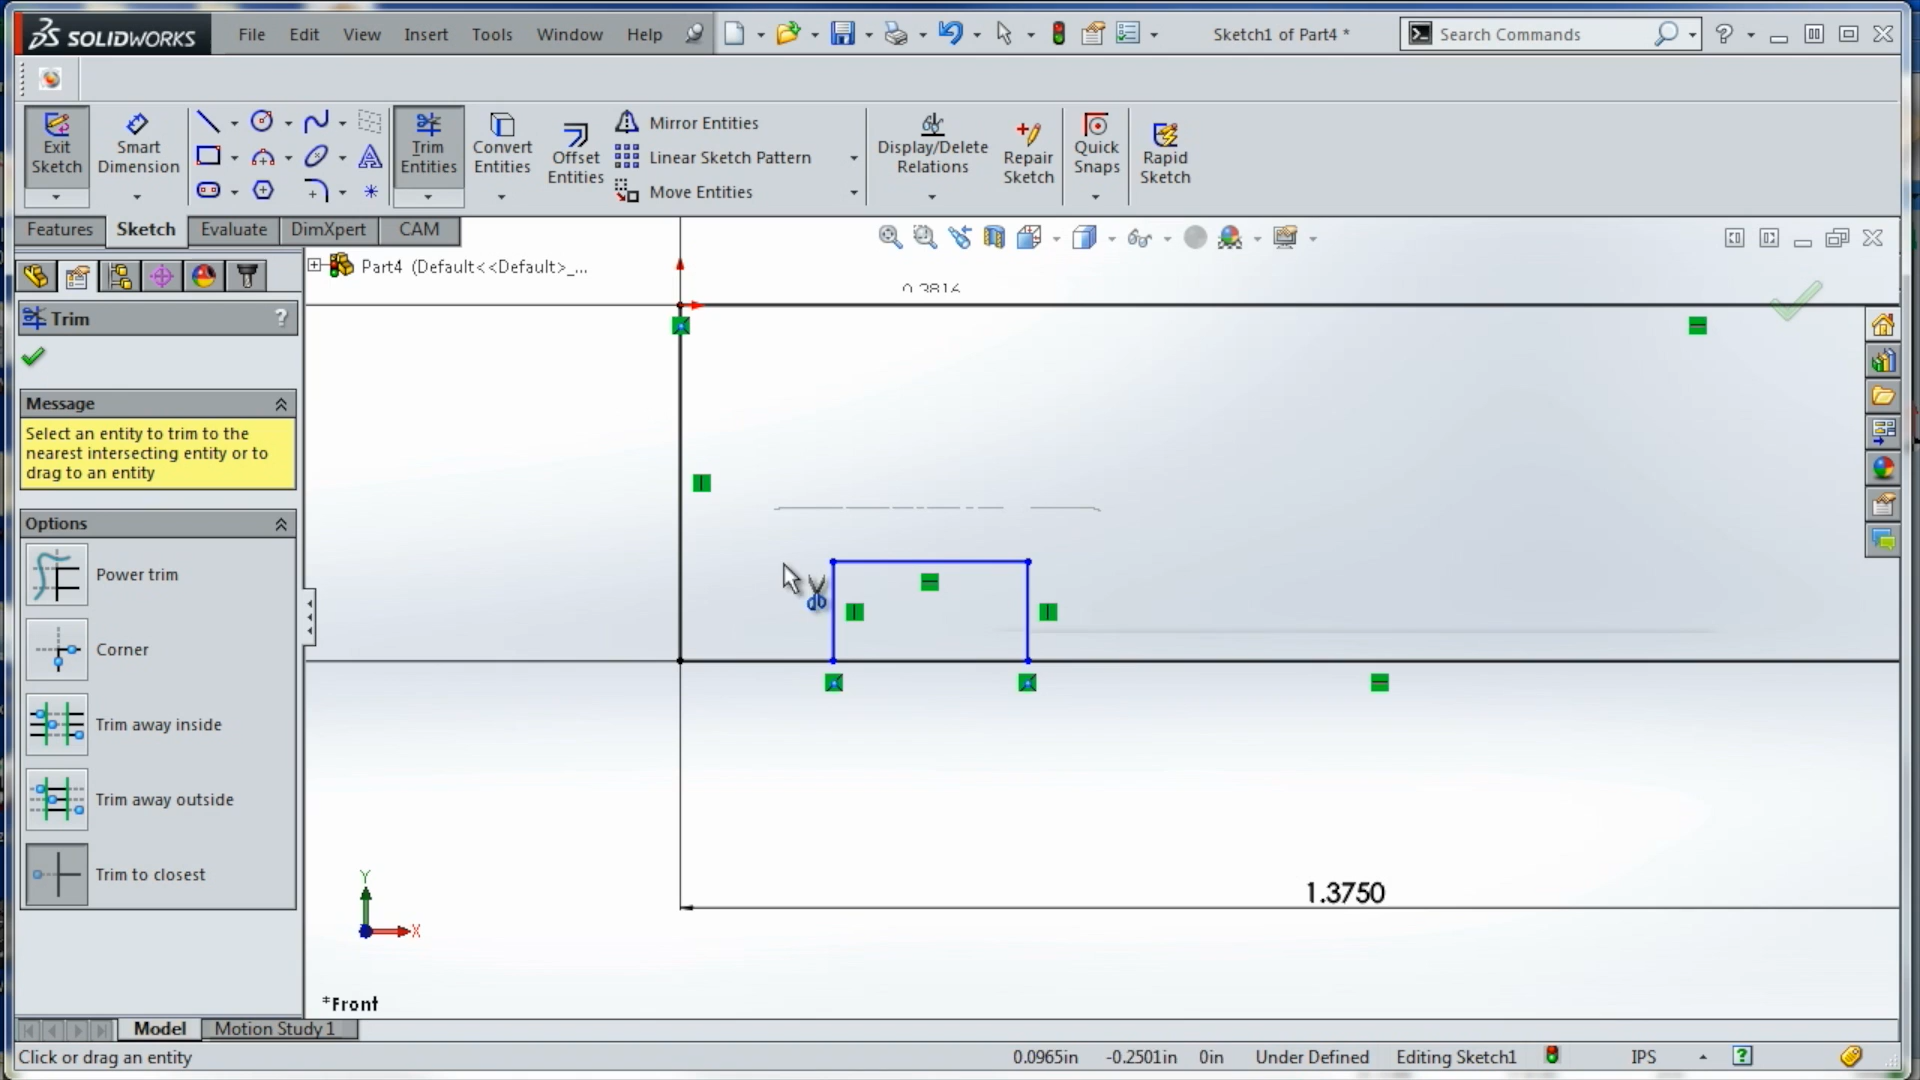 SOLIDWORKS File Edit View Insert Tools Window Help Sketch1 of Part4 * Search Commands ?
Exit Sketch
Smart Dimension
Trim Entities
Convert Entities
Offset Entities
Mirror Entities
Linear Sketch Pattern
Move Entities
Display/Delete Relations
Repair Sketch
Quick Snaps
Rapid Sketch
Features Sketch Evaluate DimXpert CAM
Part4 (Default<<Default>_...
Trim ?
Message
Select an entity to trim to the
nearest intersecting entity or to
drag to an entity
Options
Power trim
Corner
Trim away inside
Trim away outside
Trim to closest
1.3750
Y
X
*Front
Model Motion Study 1
Click or drag an entity 0.0965in -0.2501in 0in Under Defined Editing Sketch1 IPS ?